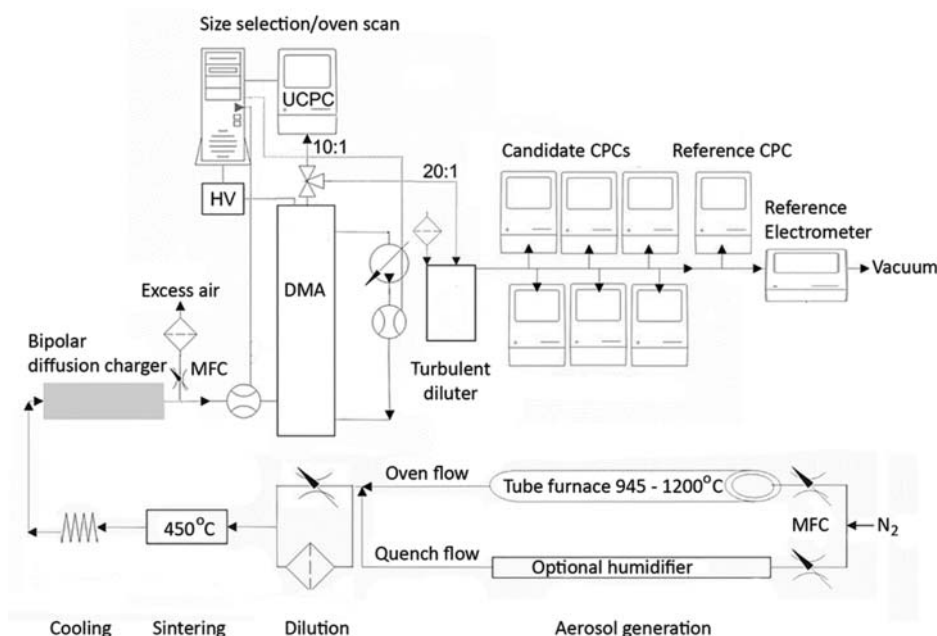 Size selection/oven scan
UCPC
10:1
20:1
HV
DMA
Candidate CPCs
Reference CPC
Reference
Electrometer
Vacuum
Excess air
Bipolar
diffusion charger
MFC
Turbulent
diluter
Oven flow
Tube furnace 945 - 1200°C
MFC
N₂
450°C
Quench flow
Optional humidifier
Cooling
Sintering
Dilution
Aerosol generation